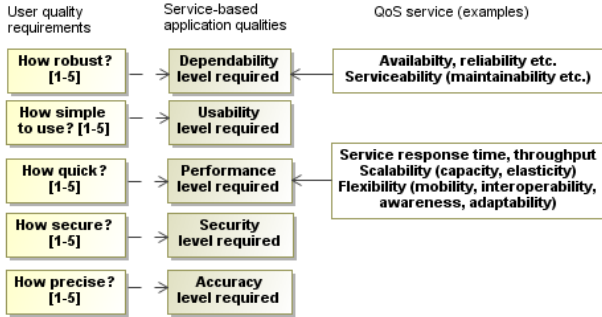 User quality
requirements
Service-based
application qualities
QoS service (examples)
How robust?
[1-5]
Dependability
level required
Availabilty, reliability etc.
Serviceability (maintainability etc.)
How simple
to use? [1-5]
Usability
level required
How quick?
[1-5]
Performance
level required
Service response time, throughput
Scalability (capacity, elasticity)
Flexibility (mobility, interoperability,
awareness, adaptability)
How secure?
[1-5]
Security
level required
How precise?
[1-5]
Accuracy
level required